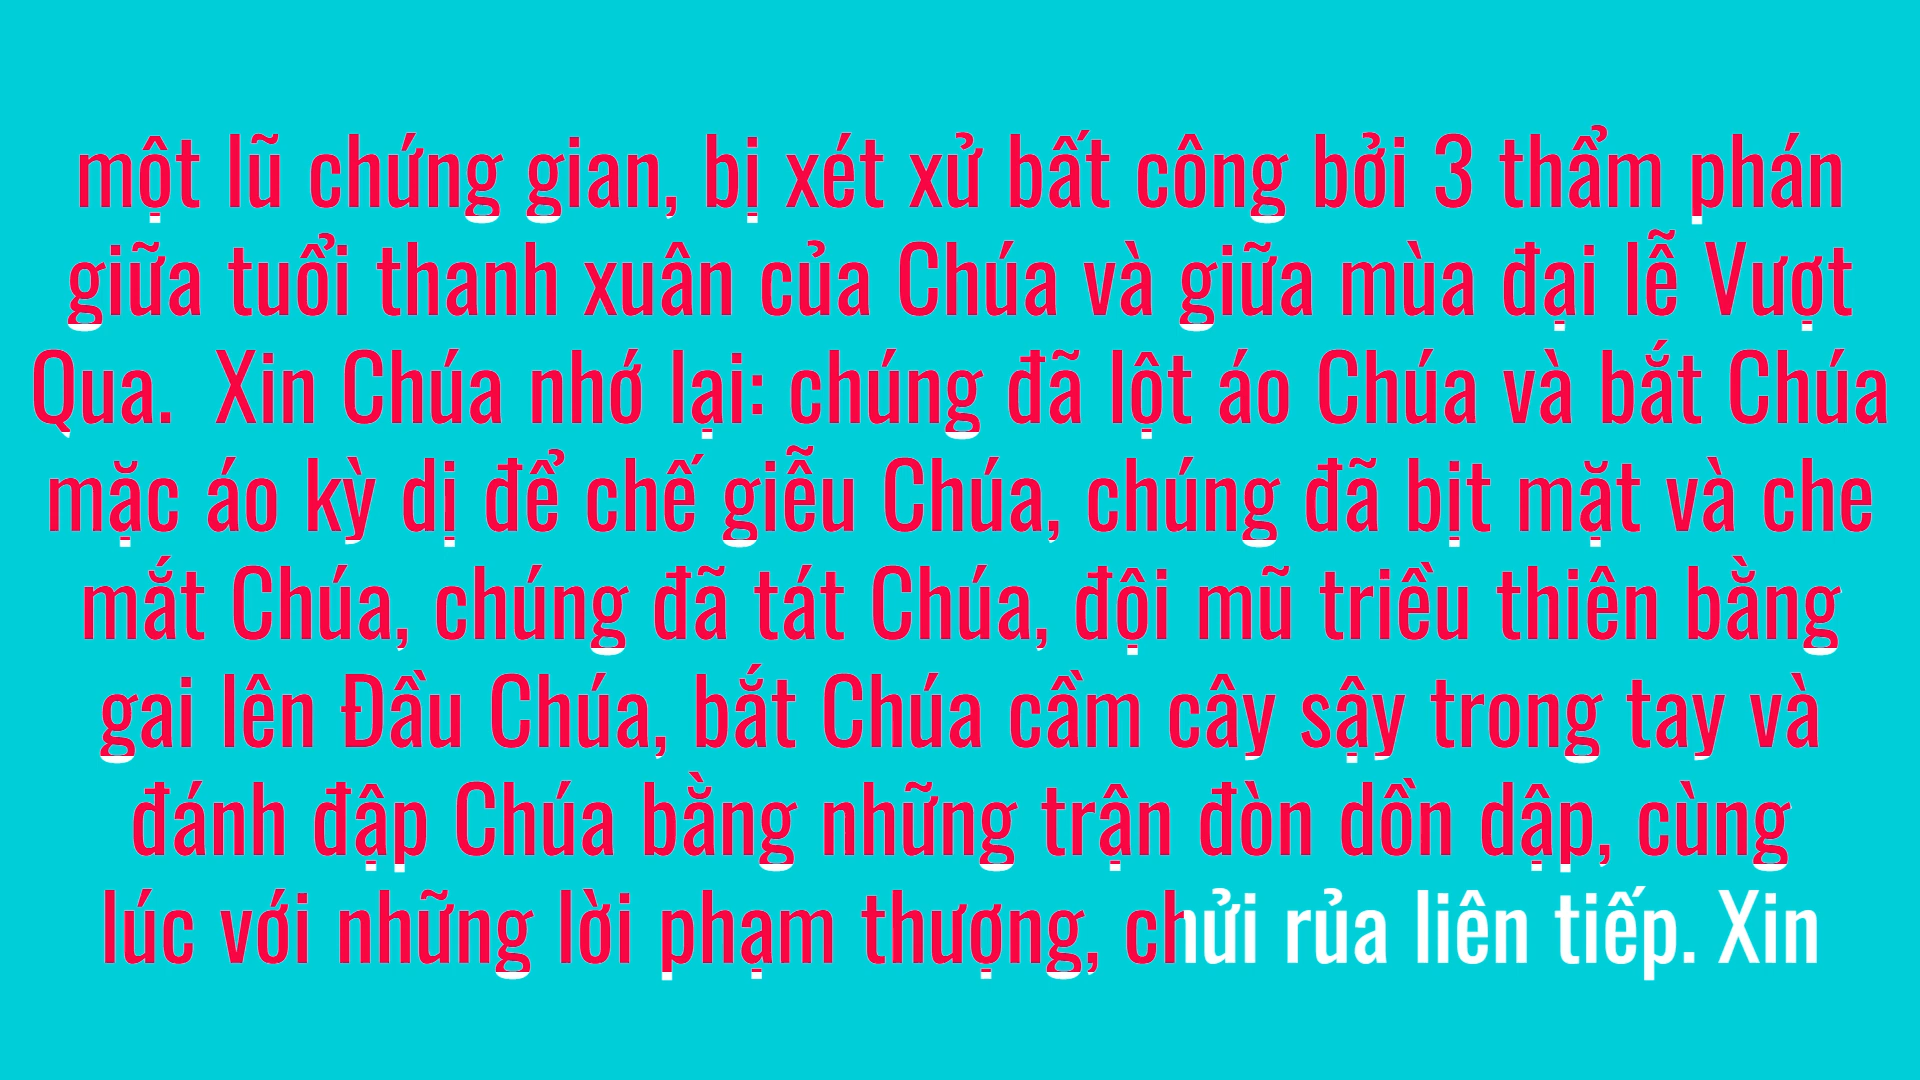 một lũ chứng gian, bị xét xử bất công bởi 3 thẩm phán
giữa tuổi thanh xuân của Chúa và giữa mùa đại lễ Vượt
Qua.  Xin Chúa nhớ lại: chúng đã lột áo Chúa và bắt Chúa
mặc áo kỳ dị để chế giễu Chúa, chúng đã bịt mặt và che
mắt Chúa, chúng đã tát Chúa, đội mũ triều thiên bằng
gai lên Đầu Chúa, bắt Chúa cầm cây sậy trong tay và
đánh đập Chúa bằng những trận đòn dồn dập, cùng
lúc với những lời phạm thượng, chửi rủa liên tiếp. Xin